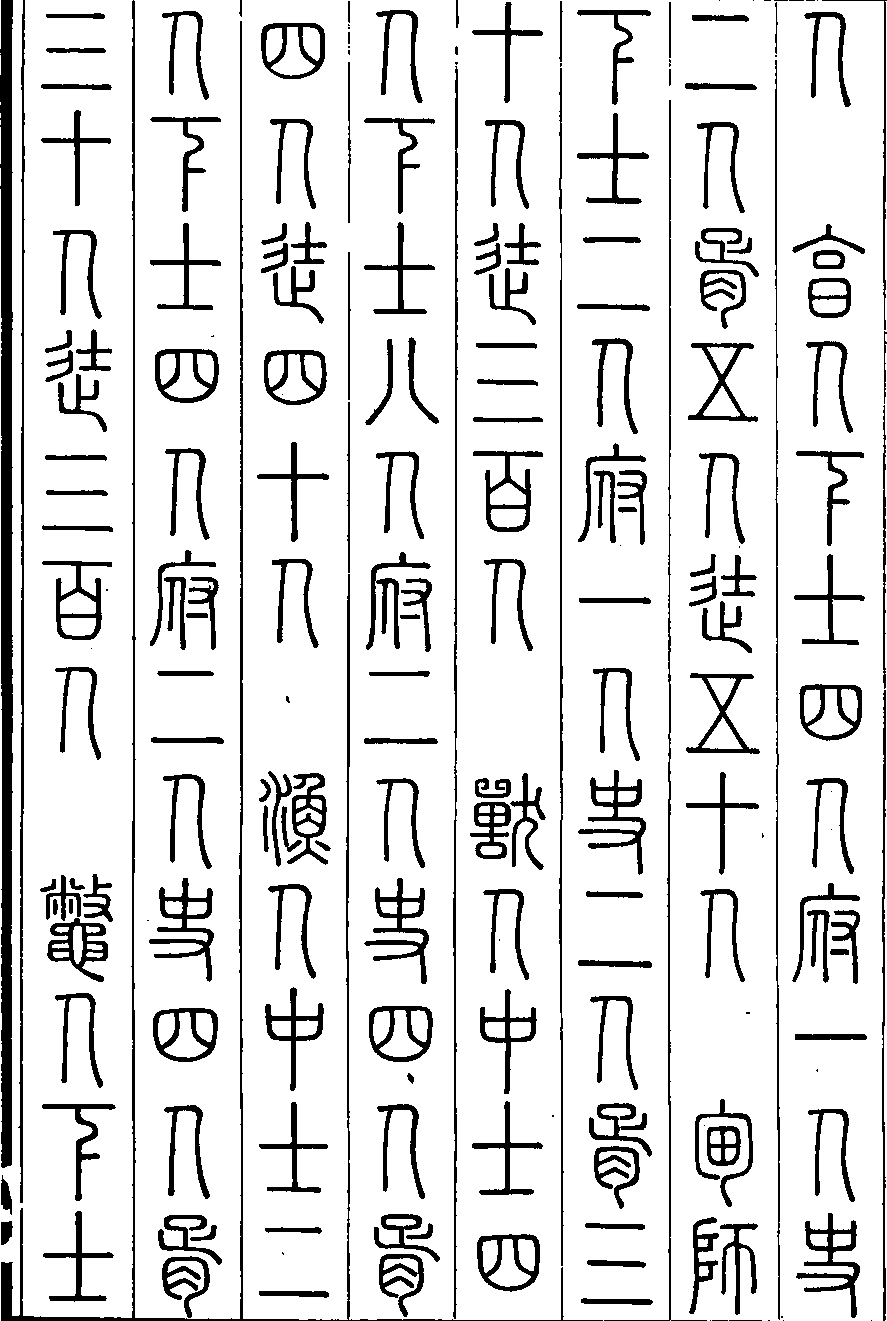 人　亯人下士四人府一人史
二人胥五人徒五十人　甸師
下士二人府一人史二人胥三
十人徒三百人　獸人中士四
人下士八人府二人史四人胥
四人徒四十人　漁人中士二
人下士四人府二人史四人胥
三十人徒三百人　鼈人下士